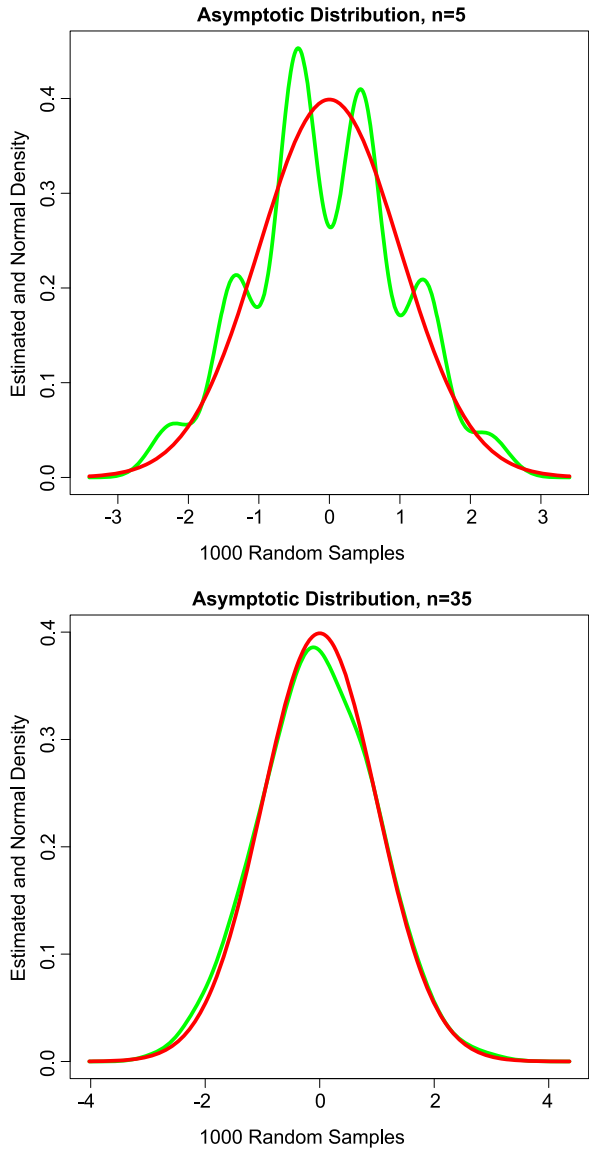 Asymptotic Distribution, n=5
Estimated and Normal Density
0.4
0.3
0.2
0.1
0.0
-3 -2 -1 0 1 2 3
1000 Random Samples
Asymptotic Distribution, n=35
Estimated and Normal Density
0.4
0.3
0.2
0.1
0.0
-4 -2 0 2 4
1000 Random Samples